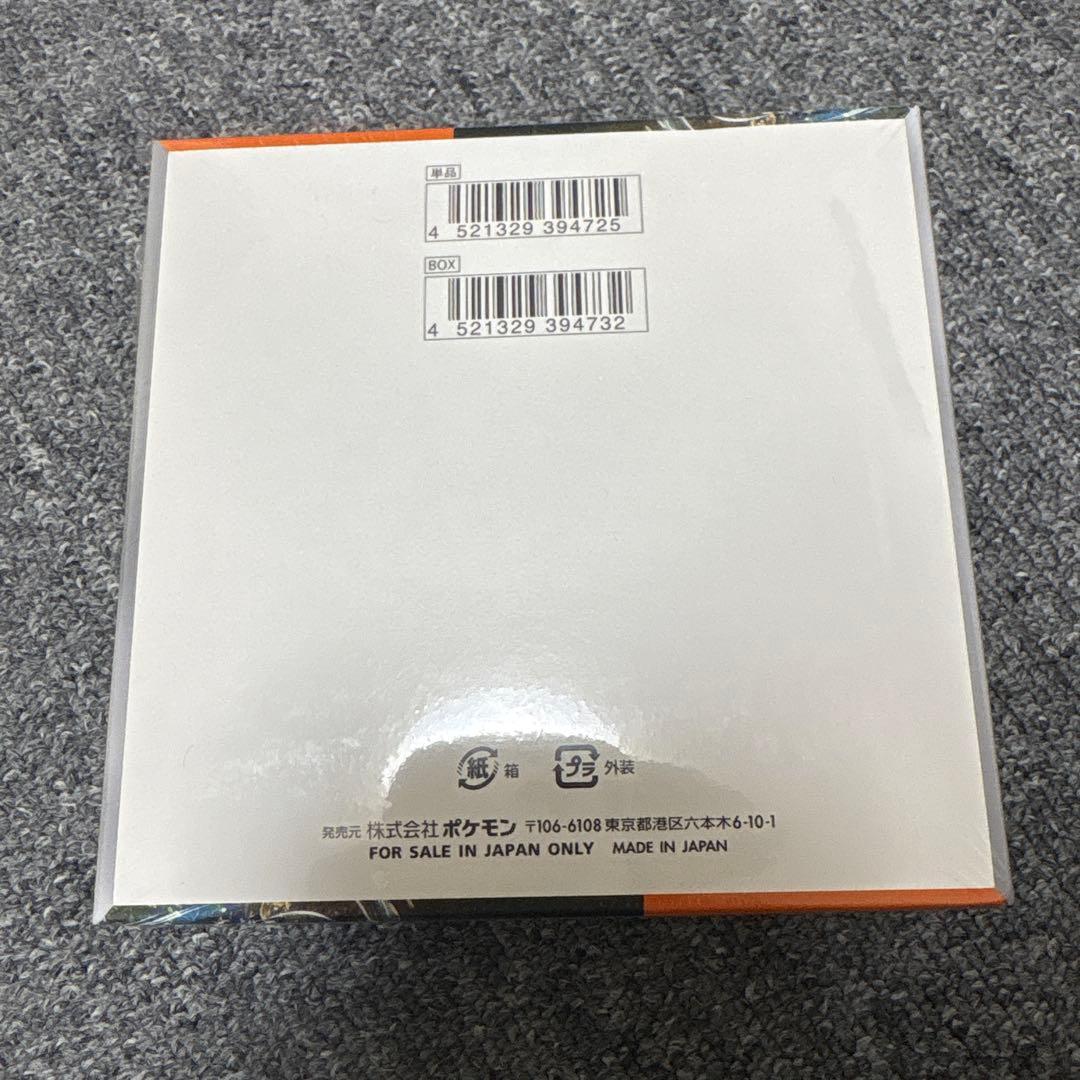 単品
4 521329 394725
BOX
4 521329 394732
紙 箱 プラ 外装
発売元 株式会社 ポケモン 〒106-6108 東京都港区六本木6-10-1
FOR SALE IN JAPAN ONLY MADE IN JAPAN